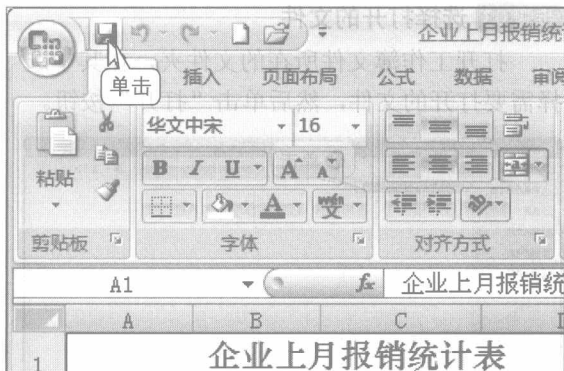 企业上月报销统
单击
插入 页面布局 公式 数据 审阅
华文中宋 16
粘贴
B I U A A
A wén 文
剪贴板 字体 对齐方式
A1 fx 企业上月报销统
A B C
1 企业上月报销统计表